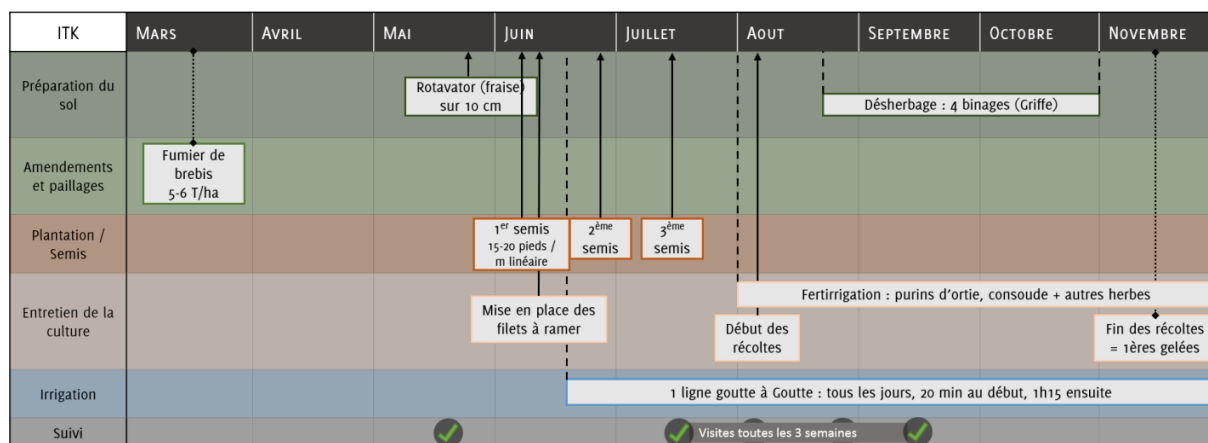 ITK
Mars
Avril
Mai
Juin
Juillet
Aout
Septembre
Octobre
Novembre
Préparation du
sol
Rotavator (fraise)
sur 10 cm
Désherbage : 4 binages (Griffe)
Amendements
et paillages
Fumier de
brebis
5-6 T/ha
Plantation /
Semis
1er semis
15-20 pieds /
m linéaire
2ème
semis
3ème
semis
Entretien de la
culture
Fertirrigation : purins d'ortie, consoude + autres herbes
Mise en place des
filets à ramer
Début des
récoltes
Fin des récoltes
= 1ères gelées
Irrigation
1 ligne goutte à Goutte : tous les jours, 20 min au début, 1h15 ensuite
Suivi
Visites toutes les 3 semaines